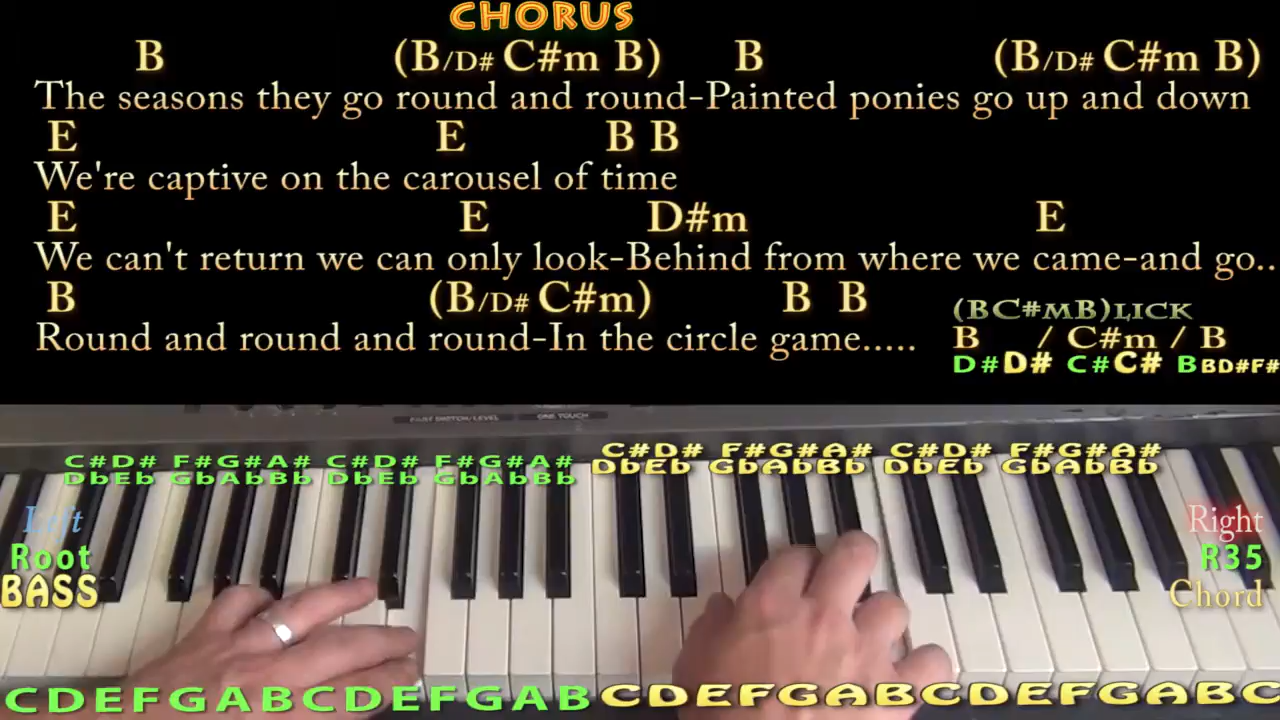 CHORUS
B (B/D# C#m B) B (B/D# C#m B)
The seasons they go round and round-Painted ponies go up and down
E E B B
We're captive on the carousel of time
E E D#m E
We can't return we can only look-Behind from where we came-and go..
B (B/D# C#m) B B
Round and round and round-In the circle game.....
(BC#mB)LICK
B / C#m / B
D#D# C#C# BBD#F#
ONE TOUCH
C#D# F#G#A# C#D# F#G#A# C#D# F#G#A# C#D# F#G#A#
DbEb GbAbBb DbEb GbAbBb DbEb GbAbBb DbEb GbAbBb
Left
Root
BASS
Right
R35
Chord
CDEFGABCDEFGABCDEFGABCDEFGABC